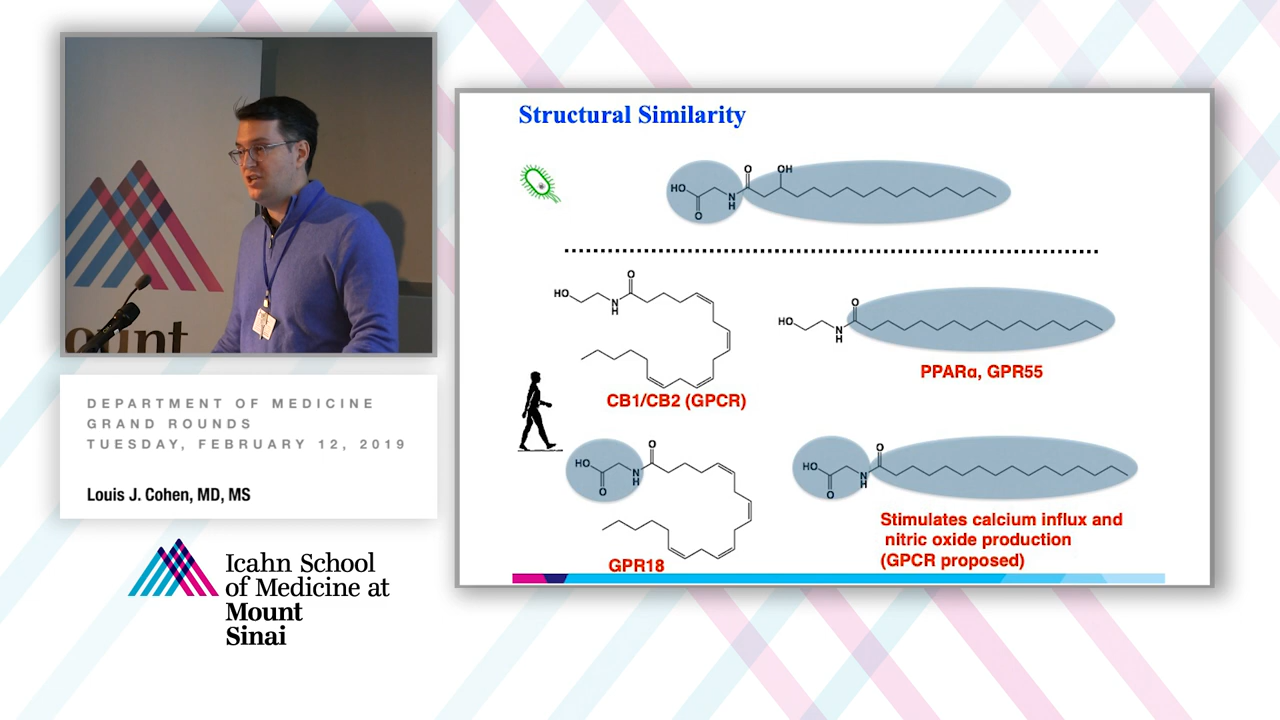 ount
DEPARTMENT OF MEDICINE
GRAND ROUNDS
TUESDAY, FEBRUARY 12, 2019
Louis J. Cohen, MD, MS
Icahn School
of Medicine at
Mount
Sinai
Structural Similarity
HO
O
N
H
O
OH
HO
N
H
O
CB1/CB2 (GPCR)
HO
N
H
O
PPARα, GPR55
HO
O
N
H
O
GPR18
HO
O
N
H
O
Stimulates calcium influx and
nitric oxide production
(GPCR proposed)